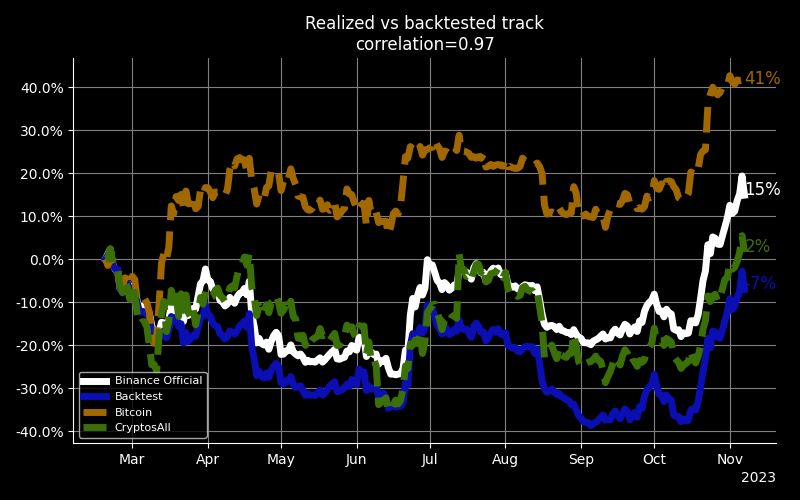 Realized vs backtested track
correlation=0.97
40.0%
30.0%
20.0%
10.0%
0.0%
-10.0%
-20.0%
-30.0%
-40.0%
41%
15%
2%
-7%
Binance Official
Backtest
Bitcoin
CryptosAll
Mar
Apr
May
Jun
Jul
Aug
Sep
Oct
Nov
2023